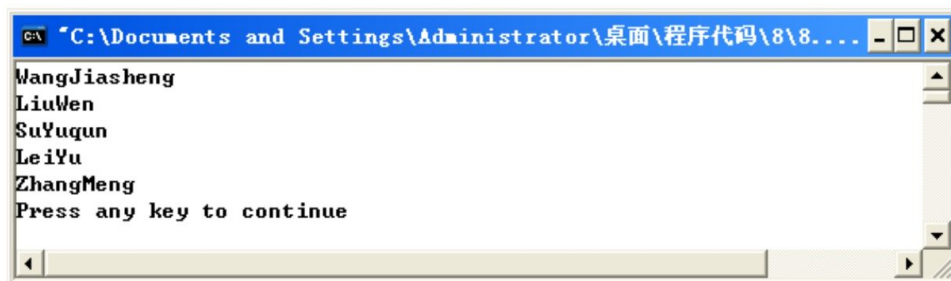 "C:\Documents and Settings\Administrator\桌面\程序代码\8\8....
WangJiasheng
LiuWen
SuYuqun
LeiYu
ZhangMeng
Press any key to continue